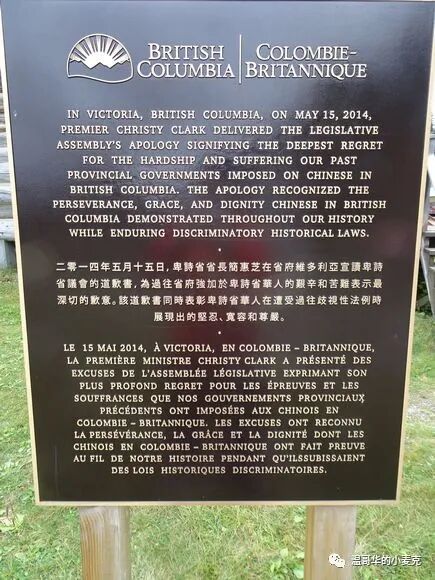 BRITISH COLUMBIA
COLOMBIE-BRITANNIQUE
IN VICTORIA, BRITISH COLUMBIA, ON MAY 15, 2014,
PREMIER CHRISTY CLARK DELIVERED THE LEGISLATIVE
ASSEMBLY'S APOLOGY SIGNIFYING THE DEEPEST REGRET
FOR THE HARDSHIP AND SUFFERING OUR PAST
PROVINCIAL GOVERNMENTS IMPOSED ON CHINESE IN
BRITISH COLUMBIA. THE APOLOGY RECOGNIZED THE
PERSEVERANCE, GRACE, AND DIGNITY CHINESE IN BRITISH
COLUMBIA DEMONSTRATED THROUGHOUT OUR HISTORY
WHILE ENDURING DISCRIMINATORY HISTORICAL LAWS.
二零一四年五月十五日，卑詩省省長簡惠芝在省府維多利亞宣讀卑詩
省議會的道歉書，為過往省府強加於卑詩省華人的艱辛和苦難表示最
深切的歉意。該道歉書同時表彰卑詩省華人在遭受過往歧視性法例時
展現出的堅忍、寬容和尊嚴。
LE 15 MAI 2014, À VICTORIA, EN COLOMBIE – BRITANNIQUE,
LA PREMIÈRE MINISTRE CHRISTY CLARK A PRÉSENTÉ DES
EXCUSES DE L'ASSEMBLÉE LÉGISLATIVE EXPRIMANT SON
PLUS PROFOND REGRET POUR LES ÉPREUVES ET LES
SOUFFRANCES QUE NOS GOUVERNEMENTS PROVINCIAUX
PRÉCÉDENTS ONT IMPOSÉES AUX CHINOIS EN
COLOMBIE – BRITANNIQUE. LES EXCUSES ONT RECONNU
LA PERSÉVÉRANCE, LA GRÂCE ET LA DIGNITÉ DONT LES
CHINOIS EN COLOMBIE – BRITANNIQUE ONT FAIT PREUVE
AU FIL DE NOTRE HISTOIRE PENDANT QU'ILSSUBISSAIENT
DES LOIS HISTORIQUES DISCRIMINATOIRES.
温哥华的小麦克